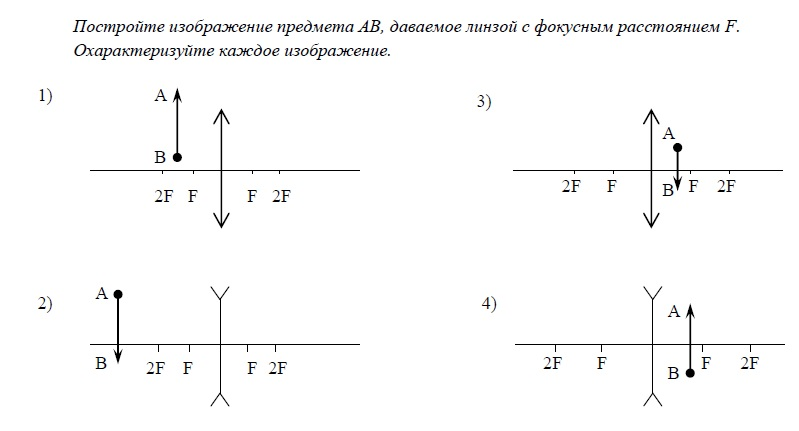 Постройте изображение предмета АВ, даваемое линзой с фокусным расстоянием F.
Охарактеризуйте каждое изображение.
1)
A
B
2F F F 2F
3)
A
B
2F F F 2F
2)
A
B
2F F F 2F
4)
A
B
2F F F 2F